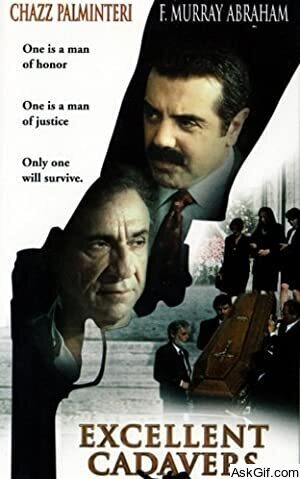 CHAZZ PALMINTERI F. MURRAY ABRAHAM
One is a man
of honor
One is a man
of justice
Only one
will survive.
EXCELLENT
CADAVERS
AskGif.com